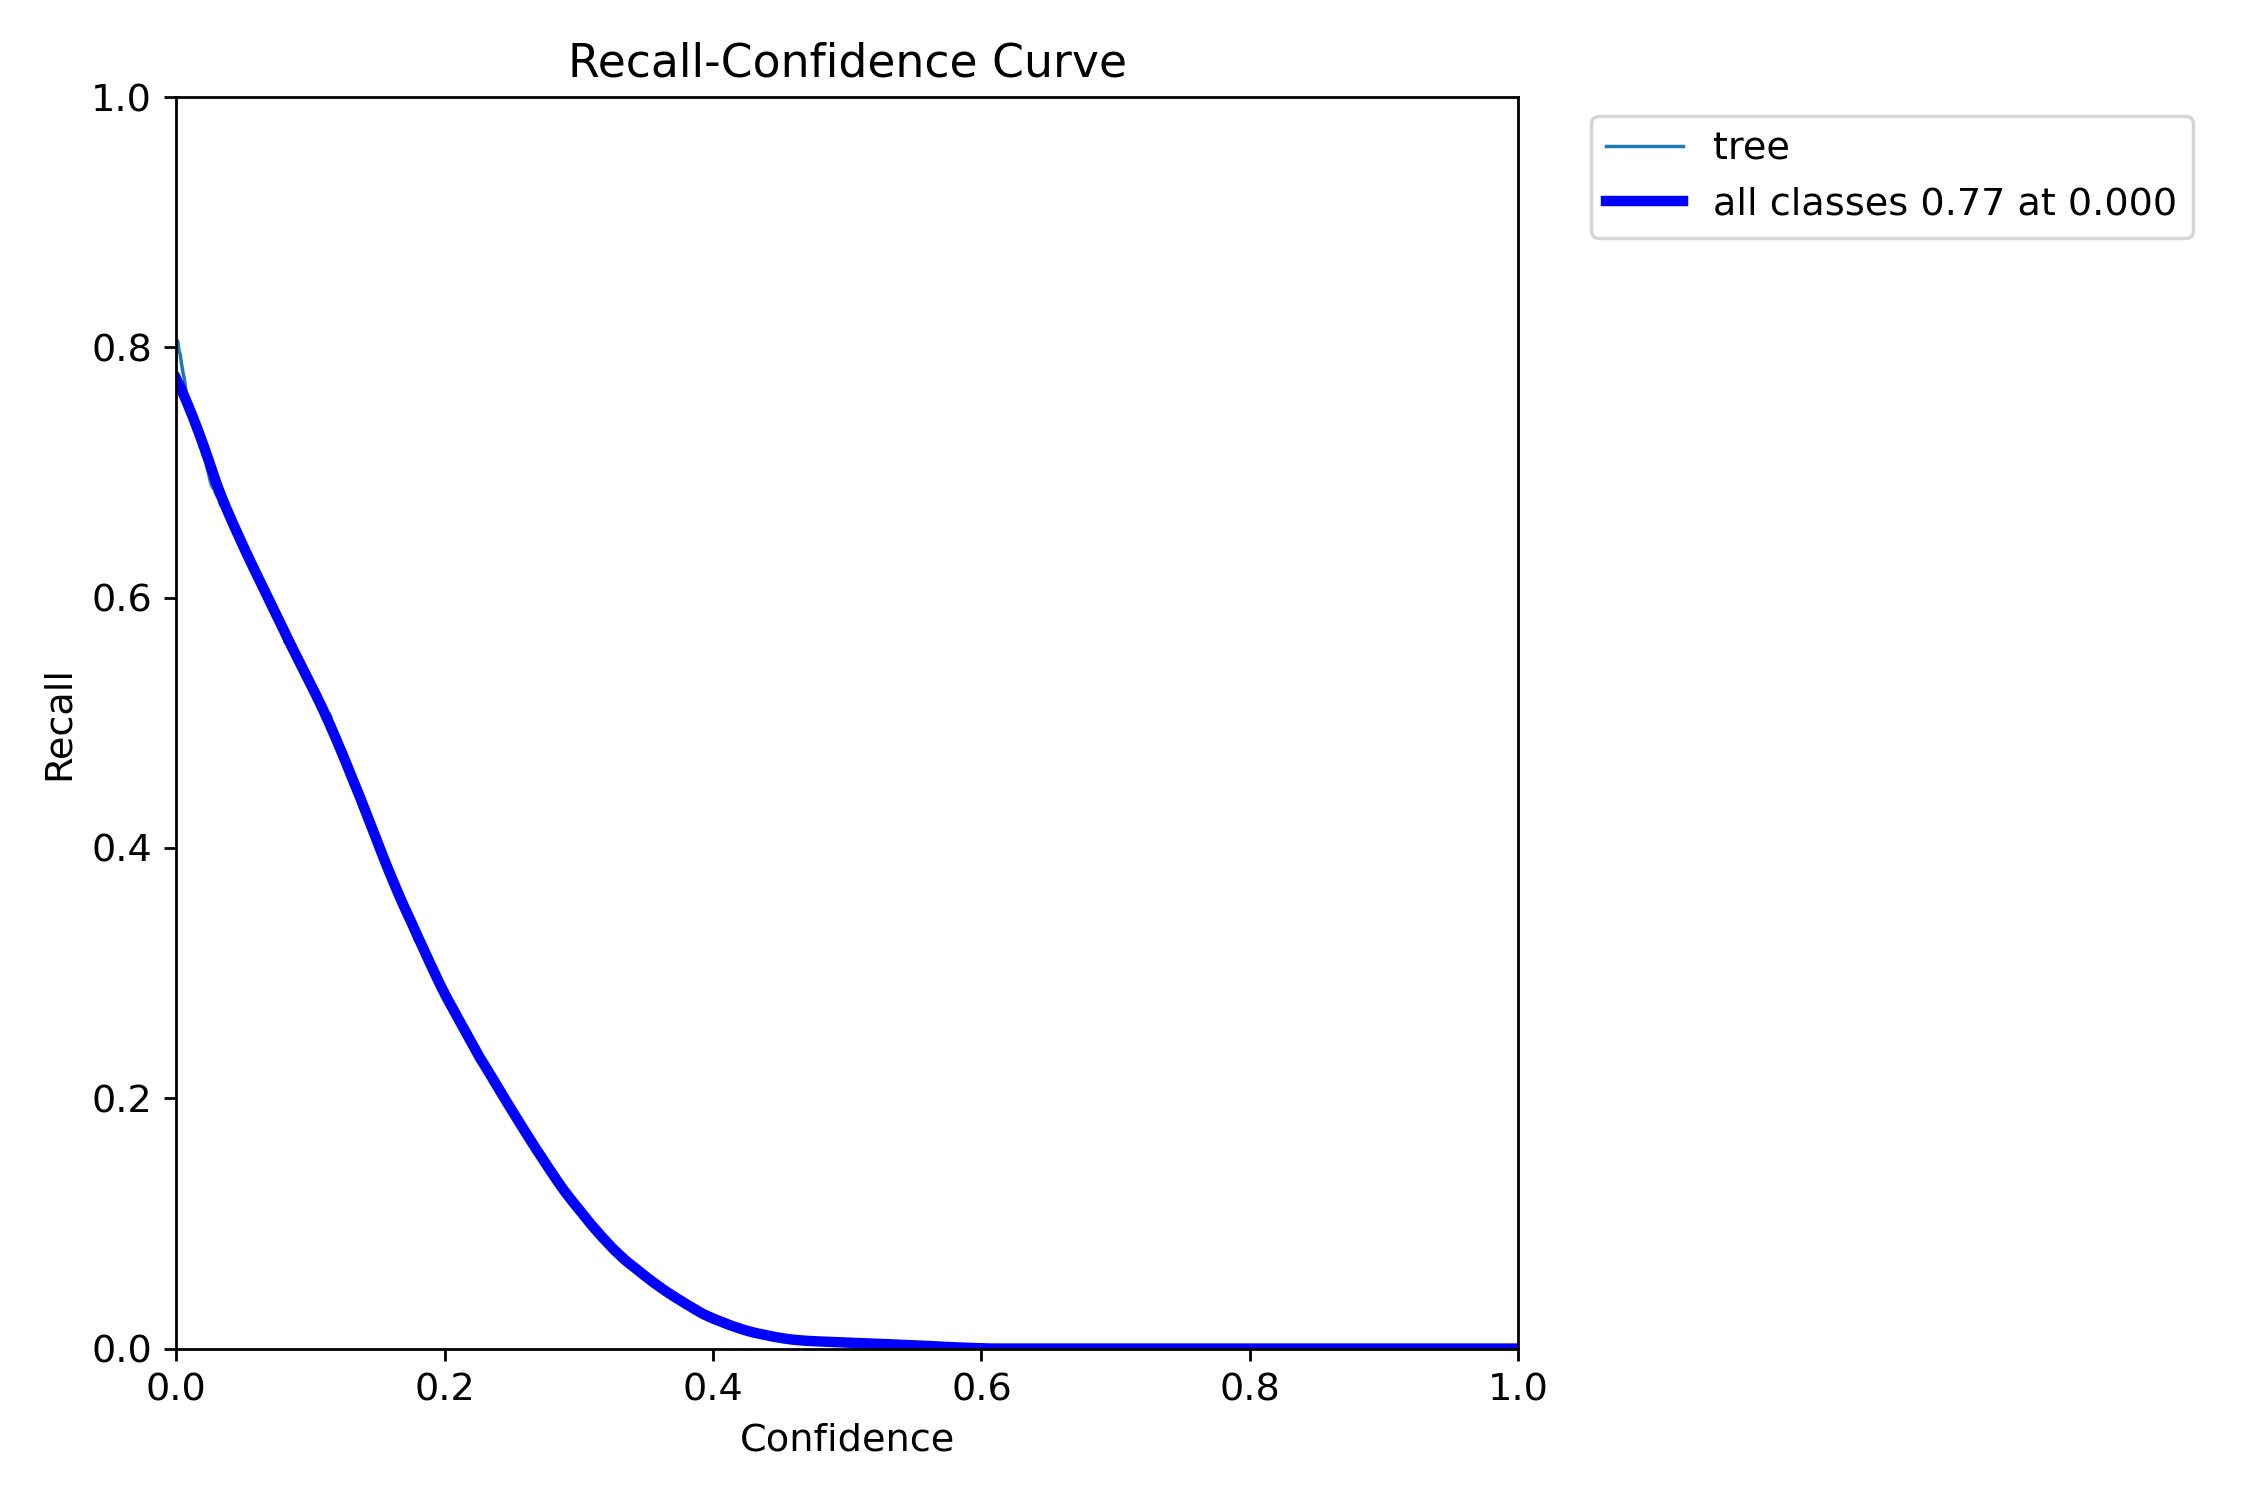 Recall-Confidence Curve
1.0
0.8
0.6
0.4
0.2
0.0
Recall
0.0 0.2 0.4 0.6 0.8 1.0
Confidence
tree
all classes 0.77 at 0.000